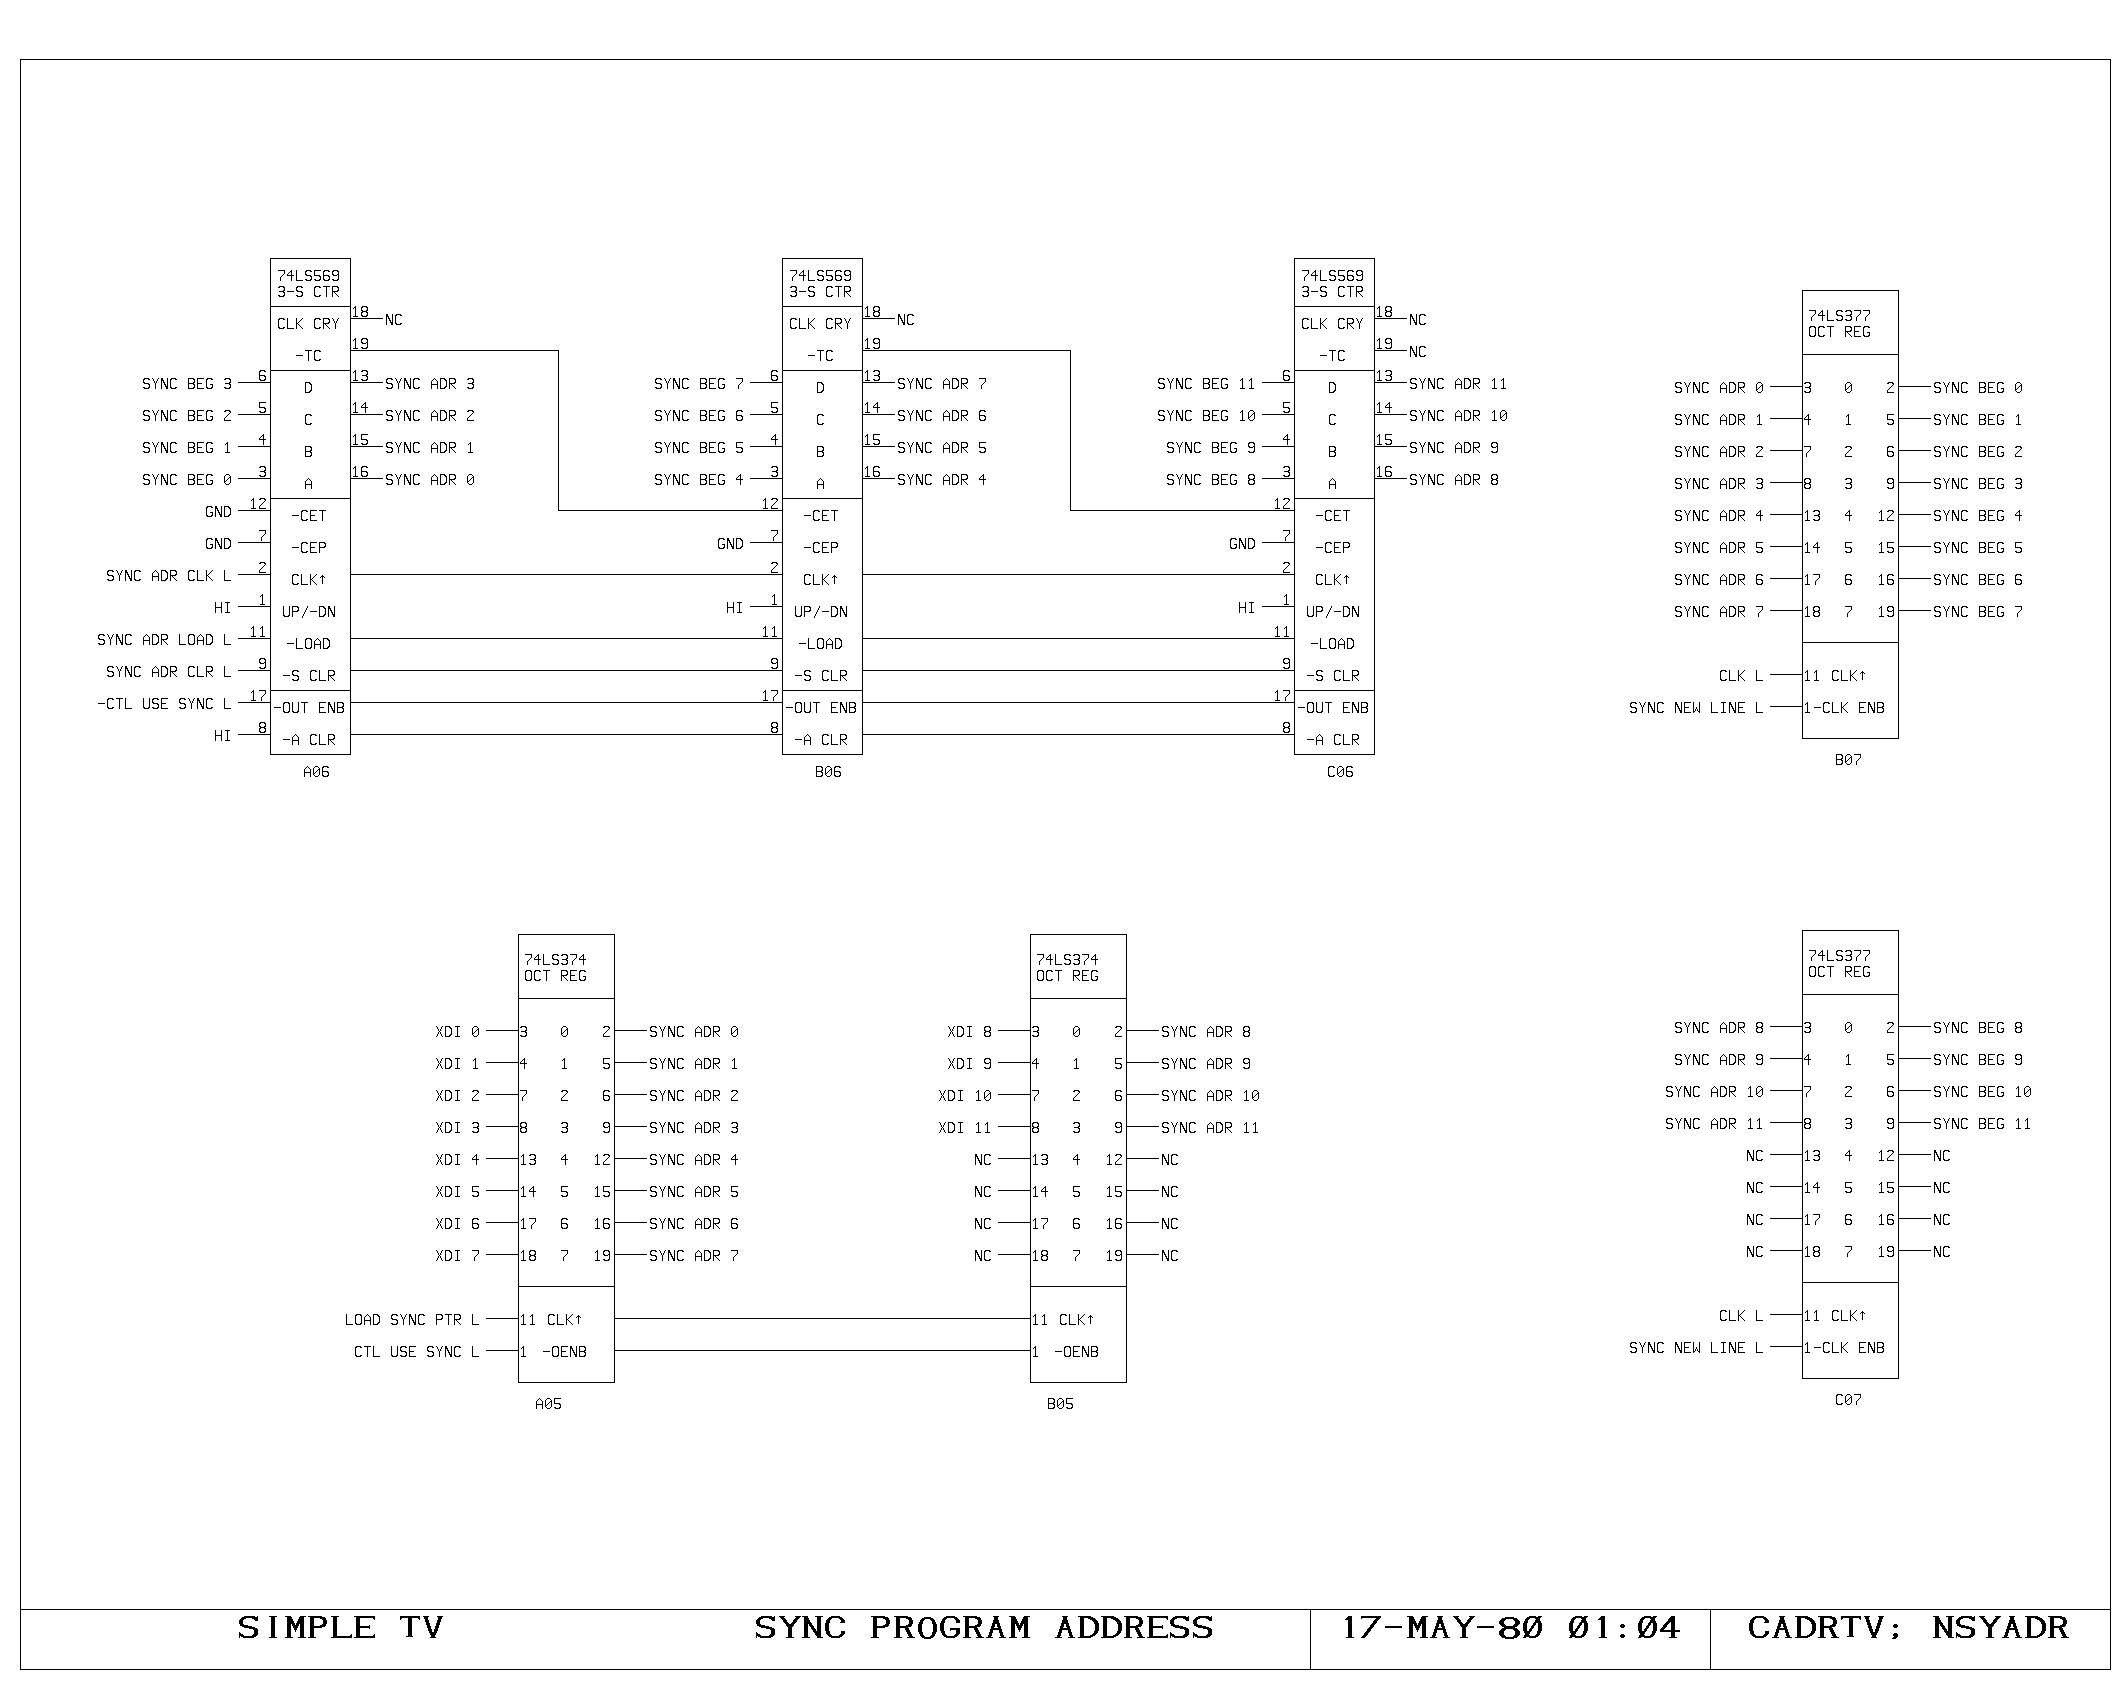 74LS569
3-S CTR
CLK CRY 18 NC
-TC 19
SYNC BEG 3 6 D 13 SYNC ADR 3
SYNC BEG 2 5 C 14 SYNC ADR 2
SYNC BEG 1 4 B 15 SYNC ADR 1
SYNC BEG 0 3 A 16 SYNC ADR 0
GND 12 -CET
GND 7 -CEP
SYNC ADR CLK L 2 CLK↑
HI 1 UP/-DN
SYNC ADR LOAD L 11 -LOAD
SYNC ADR CLR L 9 -S CLR
-CTL USE SYNC L 17 -OUT ENB
HI 8 -A CLR
A06
74LS569
3-S CTR
CLK CRY 18 NC
-TC 19
SYNC BEG 7 6 D 13 SYNC ADR 7
SYNC BEG 6 5 C 14 SYNC ADR 6
SYNC BEG 5 4 B 15 SYNC ADR 5
SYNC BEG 4 3 A 16 SYNC ADR 4
12 -CET
GND 7 -CEP
2 CLK↑
HI 1 UP/-DN
11 -LOAD
9 -S CLR
17 -OUT ENB
8 -A CLR
B06
74LS569
3-S CTR
CLK CRY 18 NC
-TC 19 NC
SYNC BEG 11 6 D 13 SYNC ADR 11
SYNC BEG 10 5 C 14 SYNC ADR 10
SYNC BEG 9 4 B 15 SYNC ADR 9
SYNC BEG 8 3 A 16 SYNC ADR 8
12 -CET
GND 7 -CEP
2 CLK↑
HI 1 UP/-DN
11 -LOAD
9 -S CLR
17 -OUT ENB
8 -A CLR
C06
74LS377
OCT REG
SYNC ADR 0 3 0 2 SYNC BEG 0
SYNC ADR 1 4 1 5 SYNC BEG 1
SYNC ADR 2 7 2 6 SYNC BEG 2
SYNC ADR 3 8 3 9 SYNC BEG 3
SYNC ADR 4 13 4 12 SYNC BEG 4
SYNC ADR 5 14 5 15 SYNC BEG 5
SYNC ADR 6 17 6 16 SYNC BEG 6
SYNC ADR 7 18 7 19 SYNC BEG 7
CLK L 11 CLK↑
SYNC NEW LINE L 1-CLK ENB
B07
74LS374
OCT REG
XDI 0 3 0 2 SYNC ADR 0
XDI 1 4 1 5 SYNC ADR 1
XDI 2 7 2 6 SYNC ADR 2
XDI 3 8 3 9 SYNC ADR 3
XDI 4 13 4 12 SYNC ADR 4
XDI 5 14 5 15 SYNC ADR 5
XDI 6 17 6 16 SYNC ADR 6
XDI 7 18 7 19 SYNC ADR 7
LOAD SYNC PTR L 11 CLK↑
CTL USE SYNC L 1 -OENB
A05
74LS374
OCT REG
XDI 8 3 0 2 SYNC ADR 8
XDI 9 4 1 5 SYNC ADR 9
XDI 10 7 2 6 SYNC ADR 10
XDI 11 8 3 9 SYNC ADR 11
NC 13 4 12 NC
NC 14 5 15 NC
NC 17 6 16 NC
NC 18 7 19 NC
11 CLK↑
1 -OENB
B05
74LS377
OCT REG
SYNC ADR 8 3 0 2 SYNC BEG 8
SYNC ADR 9 4 1 5 SYNC BEG 9
SYNC ADR 10 7 2 6 SYNC BEG 10
SYNC ADR 11 8 3 9 SYNC BEG 11
NC 13 4 12 NC
NC 14 5 15 NC
NC 17 6 16 NC
NC 18 7 19 NC
CLK L 11 CLK↑
SYNC NEW LINE L 1-CLK ENB
C07
SIMPLE TV SYNC PROGRAM ADDRESS 17-MAY-80 01:04 CADRTV; NSYADR